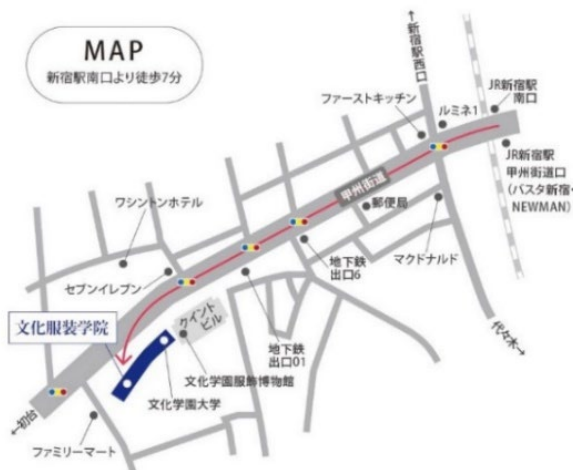 MAP
新宿駅南口より徒歩7分
←新宿駅西口
ファーストキッチン
ルミネ1
JR新宿駅
南口
JR新宿駅
甲州街道口
(バスタ新宿・
NEWMAN)
甲州街道
郵便局
マクドナルド
ワシントンホテル
地下鉄
出口6
セブンイレブン
クイント
ビル
地下鉄
出口01
文化服装学院
文化学園服飾博物館
文化学園大学
代々木→
←初台
ファミリーマート